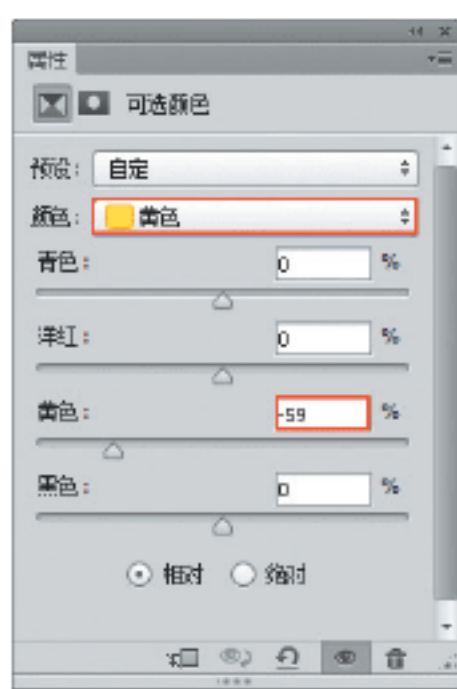 属性
可选颜色
预设： 自定
颜色： 黄色
青色： 0 %
洋红： 0 %
黄色： -59 %
黑色： 0 %
相对 绝对